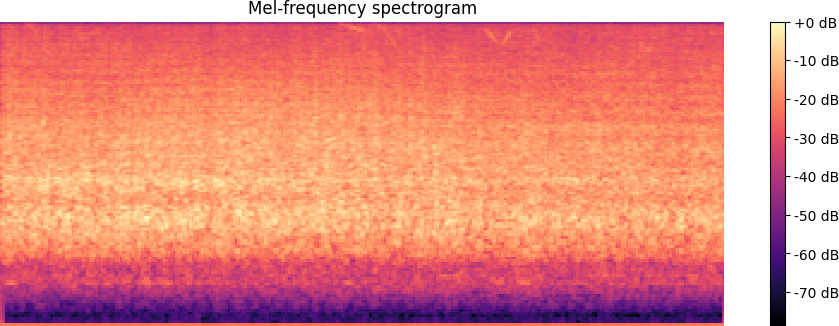 Mel-frequency spectrogram
+0 dB
-10 dB
-20 dB
-30 dB
-40 dB
-50 dB
-60 dB
-70 dB